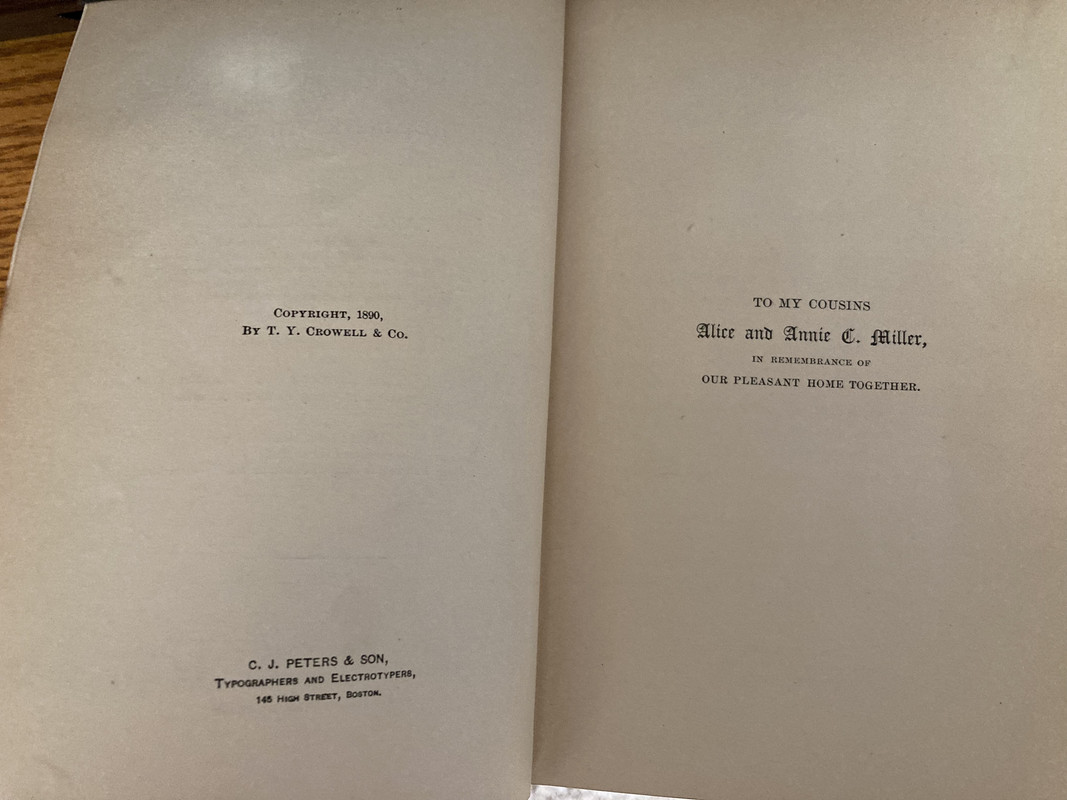 Copyright, 1890,
By T. Y. Crowell & Co.
C. J. PETERS & SON,
Typographers and Electrotypers,
145 High Street, Boston.
TO MY COUSINS
Alice and Annie C. Miller,
IN REMEMBRANCE OF
OUR PLEASANT HOME TOGETHER.